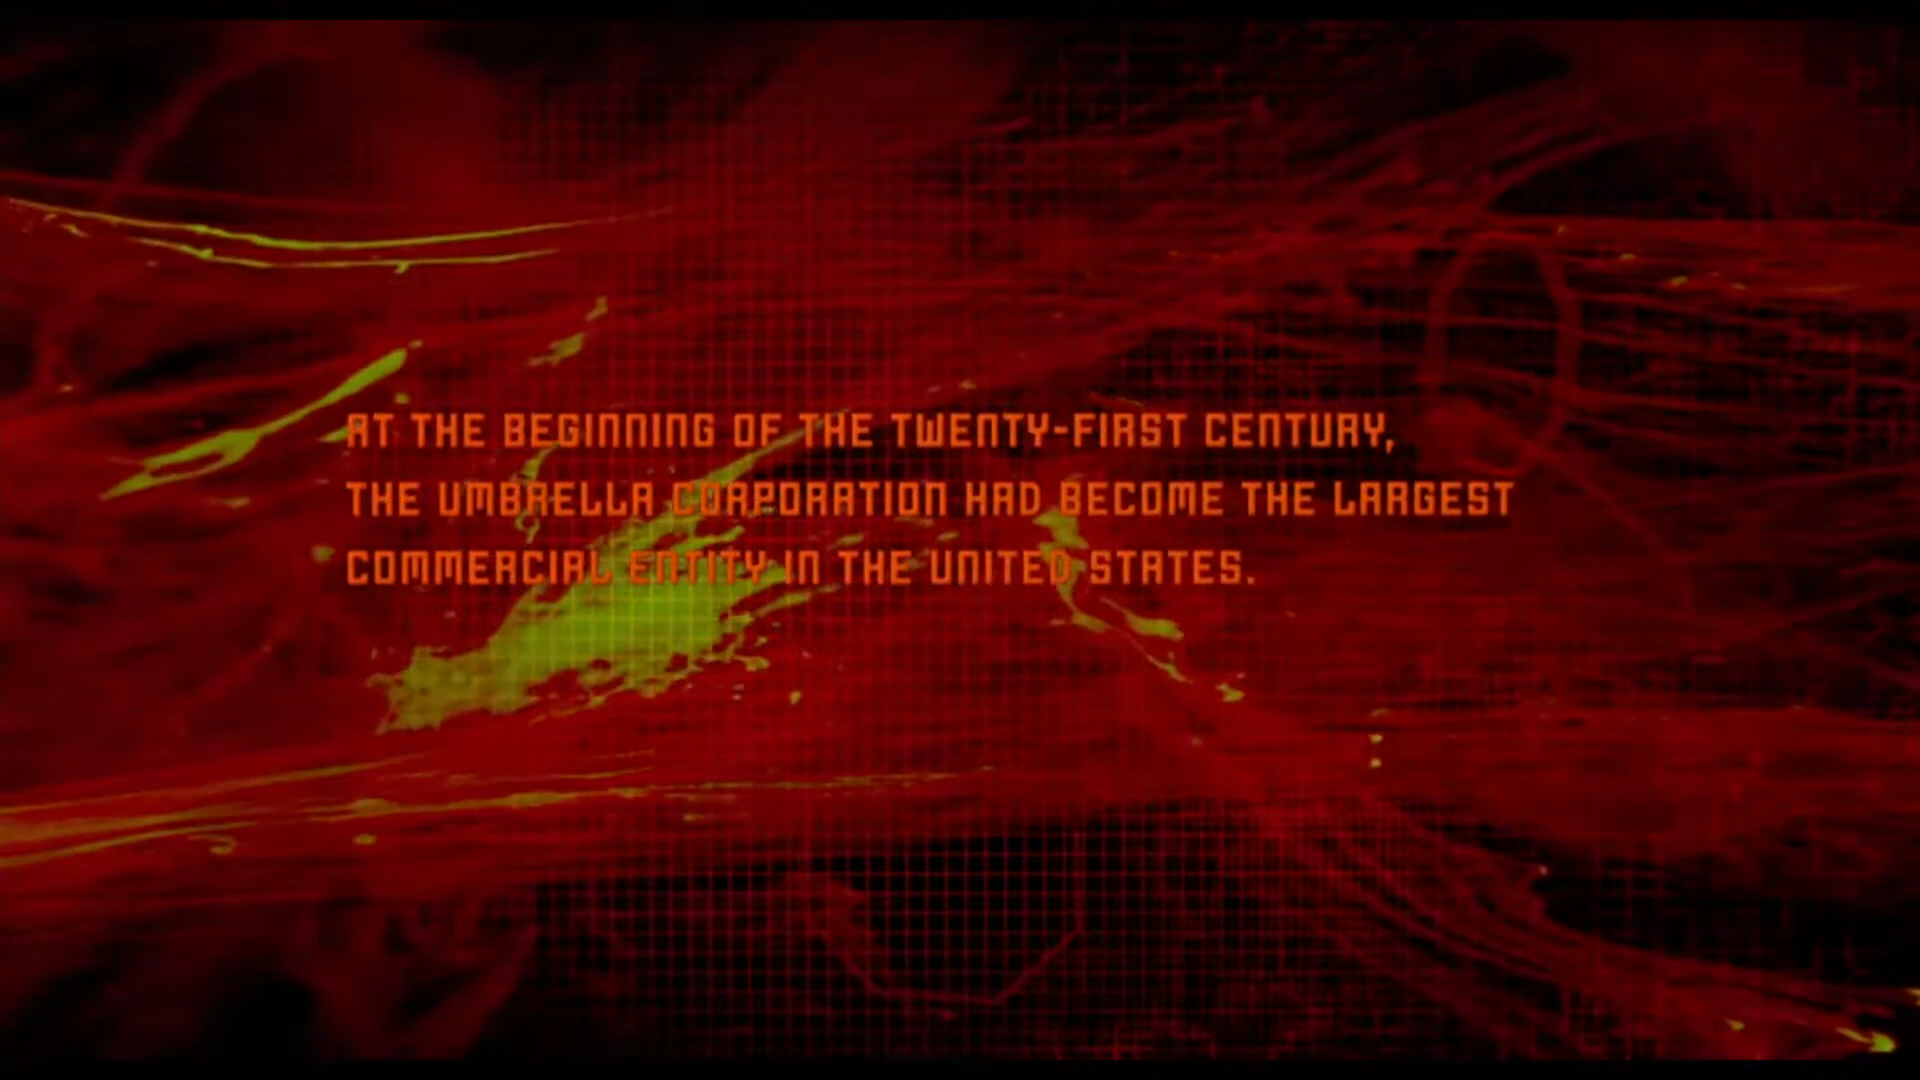 AT THE BEGINNING OF THE TWENTY-FIRST CENTURY,
THE UMBRELLA CORPORATION HAD BECOME THE LARGEST
COMMERCIAL ENTITY IN THE UNITED STATES.